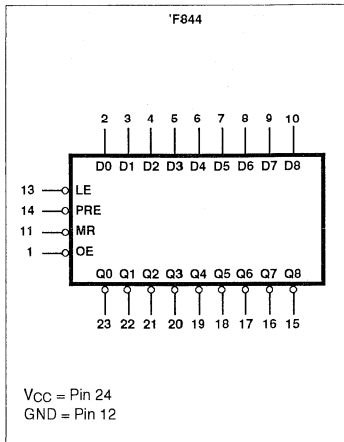 'F844
2 3 4 5 6 7 8 9 10
D0 D1 D2 D3 D4 D5 D6 D7 D8
13 LE
14 PRE
11 MR
1 OE
Q0 Q1 Q2 Q3 Q4 Q5 Q6 Q7 Q8
23 22 21 20 19 18 17 16 15
VCC = Pin 24
GND = Pin 12